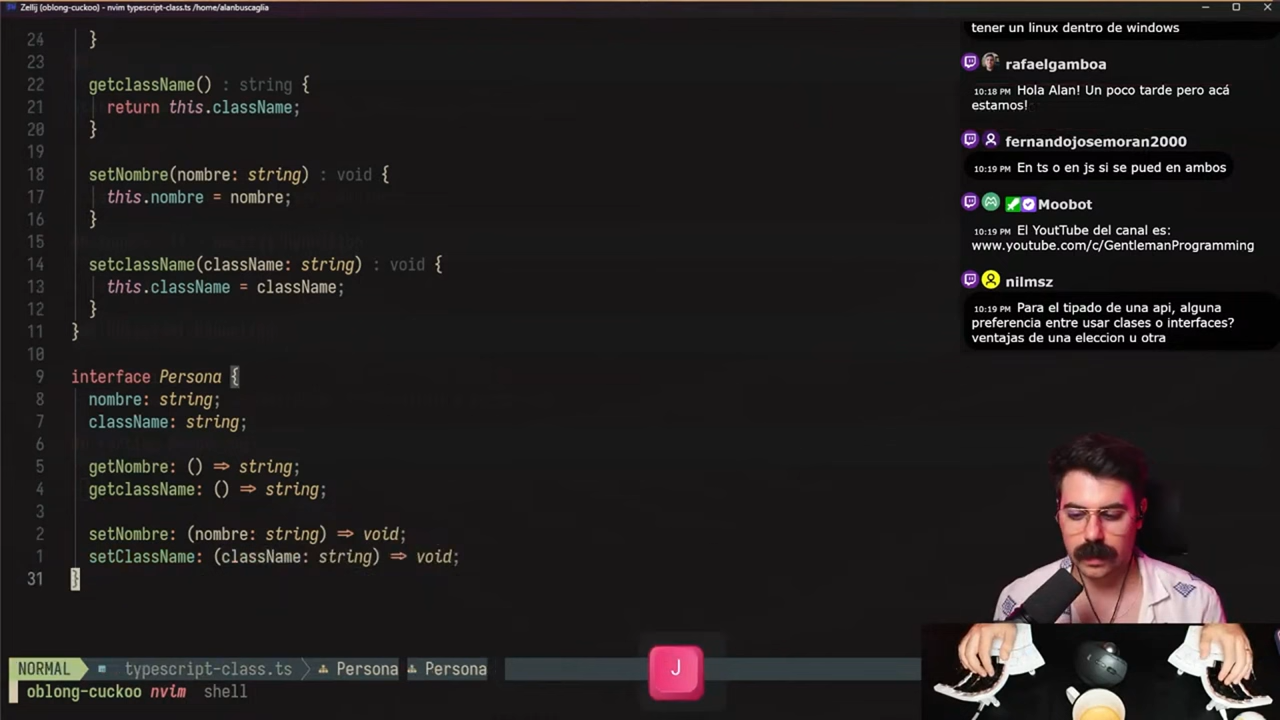 Zellij (oblong-cuckoo) - nvim typescript-class.ts /home/alanbuscaglia
24 }
23
22 getclassName() : string {
21 return this.className;
20 }
19
18 setNombre(nombre: string) : void {
17 this.nombre = nombre;
16 }
15
14 setclassName(className: string) : void {
13 this.className = className;
12 }
11 }
10
9 interface Persona {
8 nombre: string;
7 className: string;
6
5 getNombre: () => string;
4 getclassName: () => string;
3
2 setNombre: (nombre: string) => void;
1 setClassName: (className: string) => void;
31 }
NORMAL typescript-class.ts Persona Persona
oblong-cuckoo nvim shell
J
tener un linux dentro de windows
rafaelgamboa
10:18 PM Hola Alan! Un poco tarde pero acá
estamos!
fernandojosemoran2000
10:19 PM En ts o en js si se pued en ambos
Moobot
10:19 PM El YoutTube del canal es:
www.youtube.com/c/GentlemanProgramming
nilmsz
10:19 PM Para el tipado de una api, alguna
preferencia entre usar clases o interfaces?
ventajas de una eleccion u otra